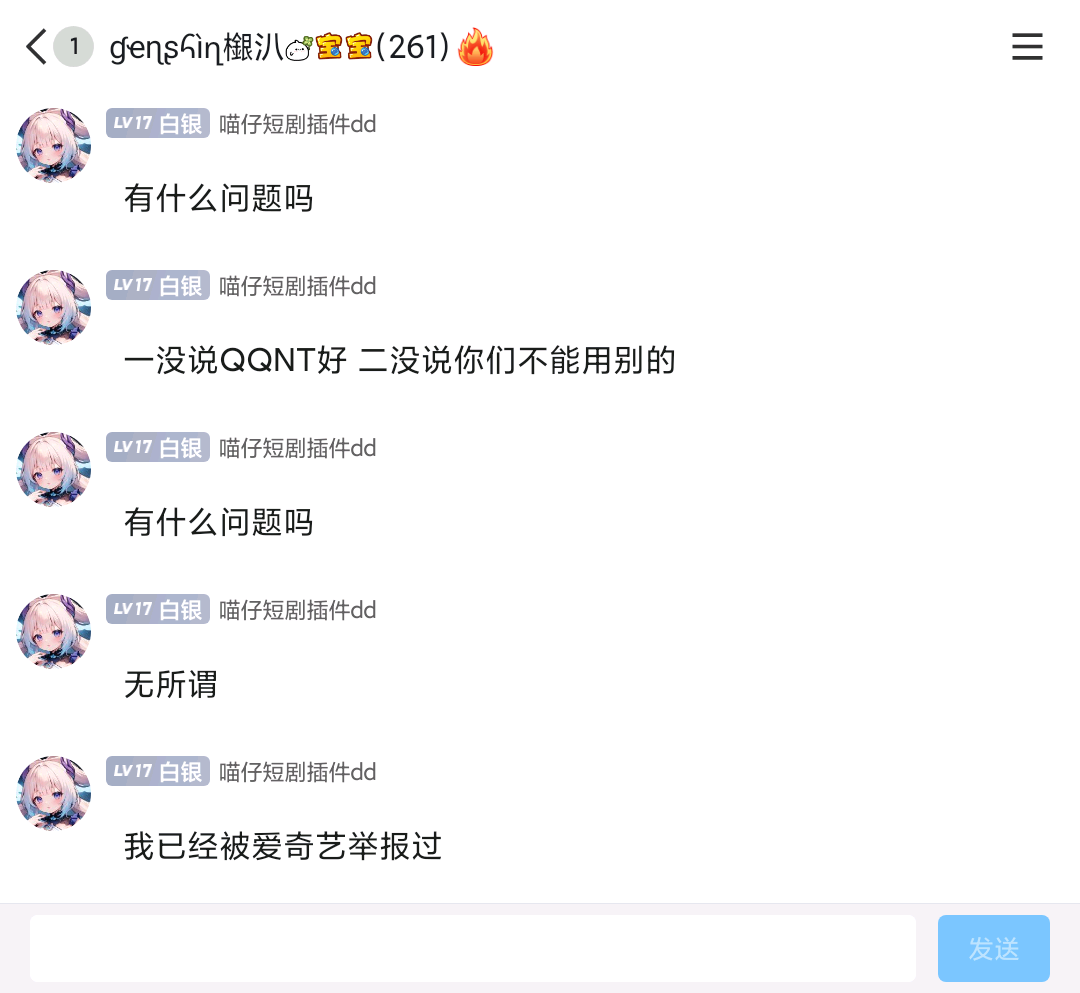 1 ɠҽɳʂɦìɳ檭汃宝宝(261)
LV17 白银 喵仔短剧插件dd
有什么问题吗
LV17 白银 喵仔短剧插件dd
一没说QQNT好 二没说你们不能用别的
LV17 白银 喵仔短剧插件dd
有什么问题吗
LV17 白银 喵仔短剧插件dd
无所谓
LV17 白银 喵仔短剧插件dd
我已经被爱奇艺举报过
发送